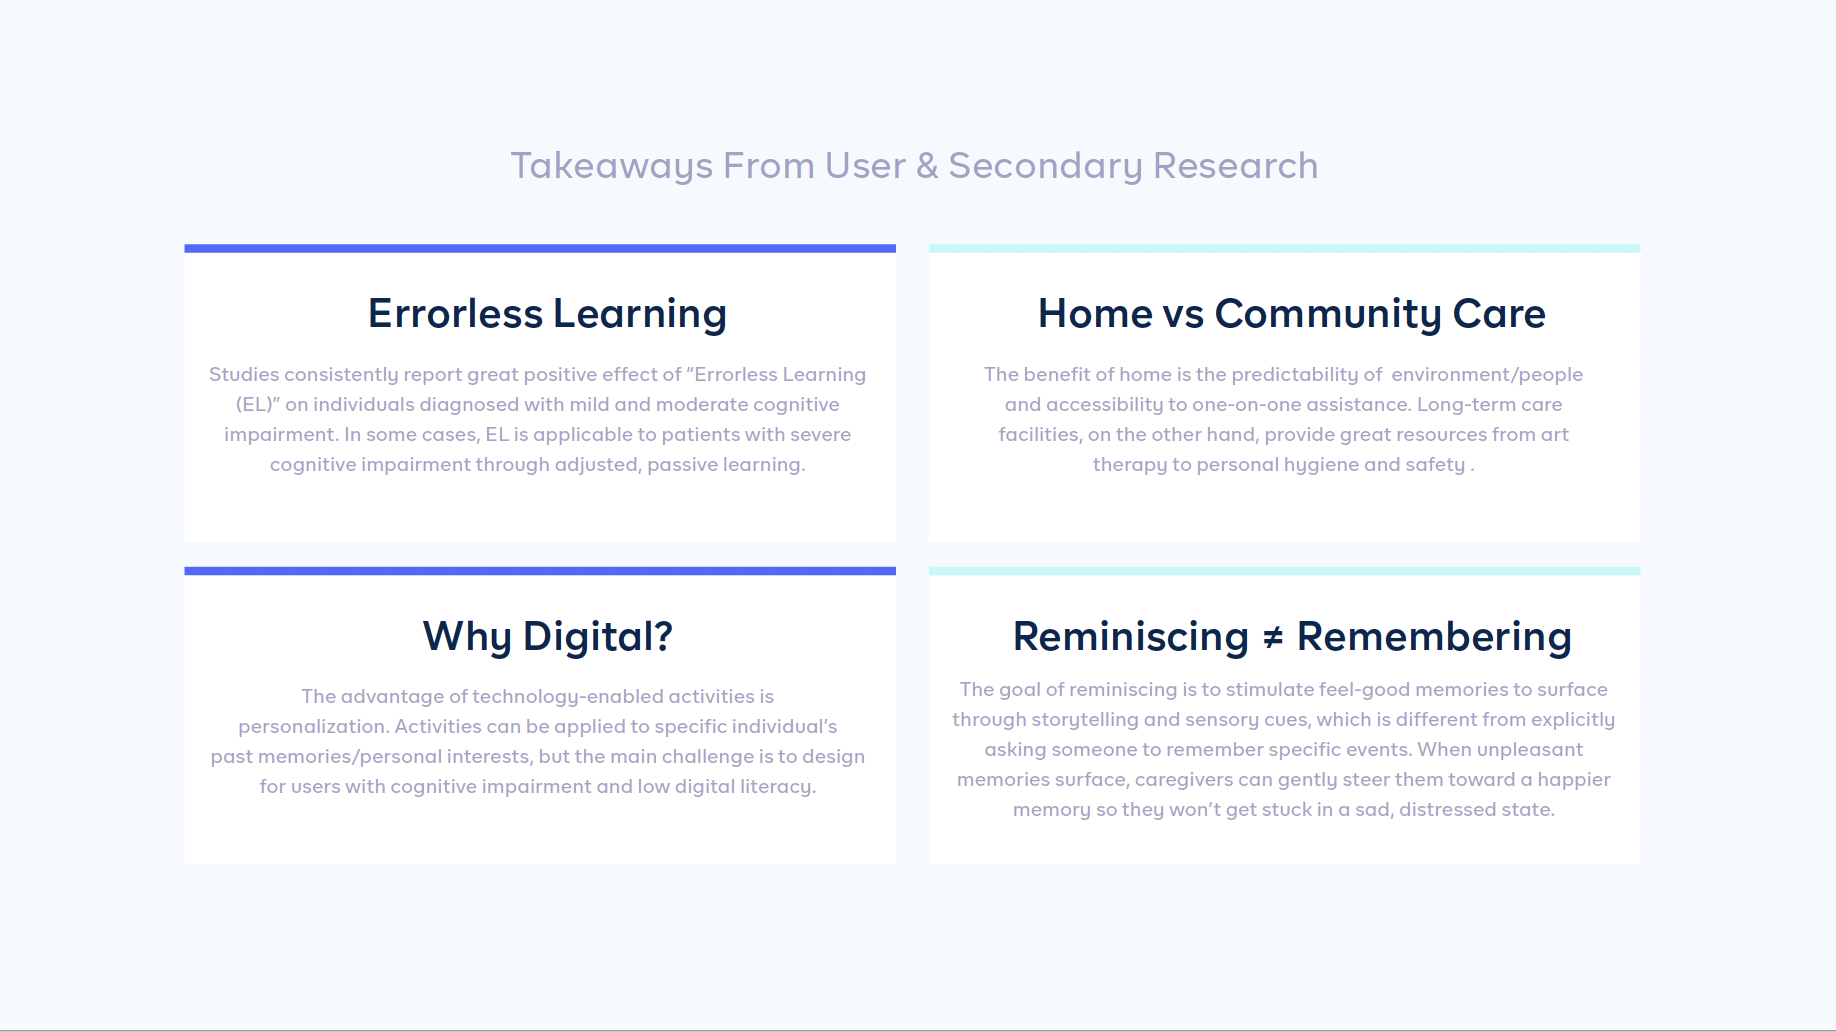 Takeaways From User & Secondary Research
Errorless Learning
Studies consistently report great positive effect of “Errorless Learning
(EL)” on individuals diagnosed with mild and moderate cognitive
impairment. In some cases, EL is applicable to patients with severe
cognitive impairment through adjusted, passive learning.
Home vs Community Care
The benefit of home is the predictability of  environment/people
and accessibility to one-on-one assistance. Long-term care
facilities, on the other hand, provide great resources from art
therapy to personal hygiene and safety .
Why Digital?
The advantage of technology-enabled activities is
personalization. Activities can be applied to specific individual’s
past memories/personal interests, but the main challenge is to design
for users with cognitive impairment and low digital literacy.
Reminiscing ≠ Remembering
The goal of reminiscing is to stimulate feel-good memories to surface
through storytelling and sensory cues, which is different from explicitly
asking someone to remember specific events. When unpleasant
memories surface, caregivers can gently steer them toward a happier
memory so they won’t get stuck in a sad, distressed state.